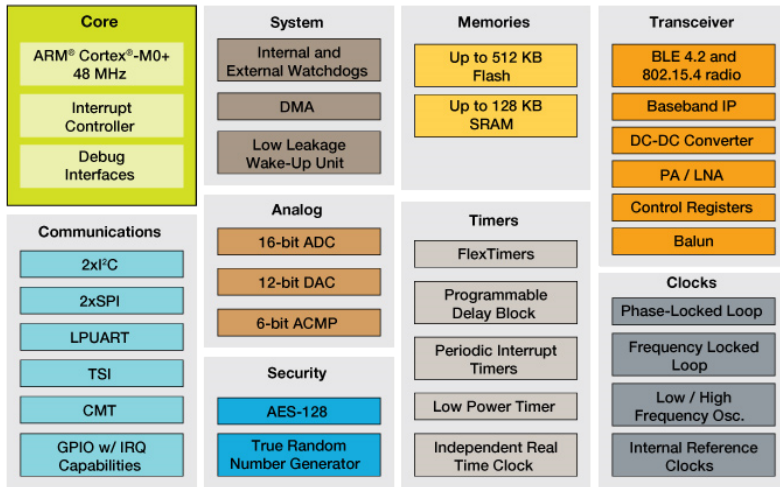 Core
ARM® Cortex®-M0+
48 MHz
Interrupt
Controller
Debug
Interfaces
System
Internal and
External Watchdogs
DMA
Low Leakage
Wake-Up Unit
Memories
Up to 512 KB
Flash
Up to 128 KB
SRAM
Transceiver
BLE 4.2 and
802.15.4 radio
Baseband IP
DC-DC Converter
PA / LNA
Control Registers
Balun
Communications
2xI²C
2xSPI
LPUART
TSI
CMT
GPIO w/ IRQ
Capabilities
Analog
16-bit ADC
12-bit DAC
6-bit ACMP
Security
AES-128
True Random
Number Generator
Timers
FlexTimers
Programmable
Delay Block
Periodic Interrupt
Timers
Low Power Timer
Independent Real
Time Clock
Clocks
Phase-Locked Loop
Frequency Locked
Loop
Low / High
Frequency Osc.
Internal Reference
Clocks